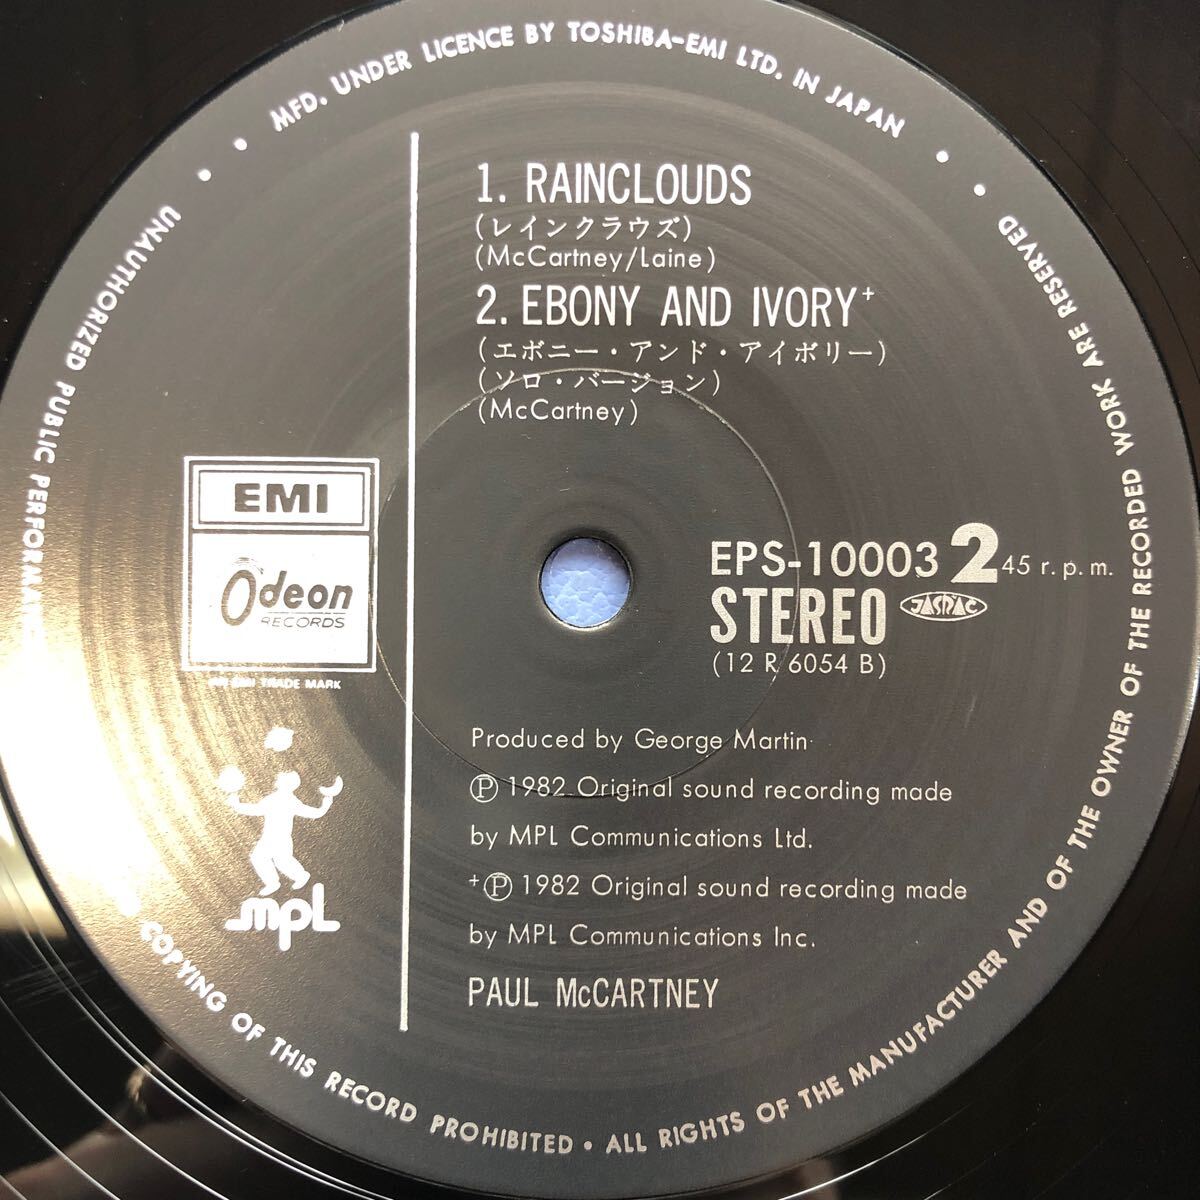 MFD. UNDER LICENCE BY TOSHIBA-EMI LTD. IN JAPAN
UNAUTHORIZED PUBLIC
COPYING OF THIS RECORD PROHIBITED • ALL RIGHTS OF THE MANUFACTURER AND OF THE OWNER OF THE RECORDED WORK ARE RESERVED
1. RAINCLOUDS
(レインクラウズ)
(McCartney/Laine)
2. EBONY AND IVORY+
(エボニー・アンド・アイボリー)
(ソロ・バージョン)
(McCartney)
EMI
Odeon
RECORDS
EMI TRADE MARK
mpL
EPS-10003 2 45 r.p.m.
STEREO JASRAC
(12 R 6054 B)
Produced by George Martin
Ⓟ 1982 Original sound recording made
by MPL Communications Ltd.
+Ⓟ 1982 Original sound recording made
by MPL Communications Inc.
PAUL McCARTNEY